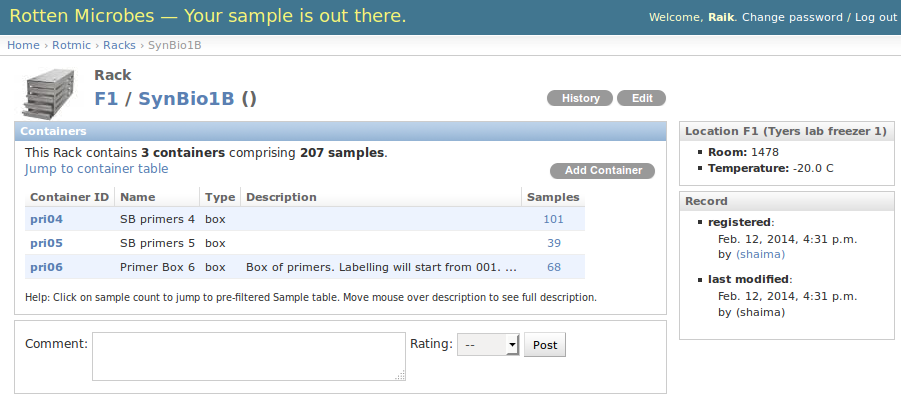 Rotten Microbes — Your sample is out there.
Welcome, Raik. Change password / Log out
Home › Rotmic › Racks › SynBio1B
Rack
F1 / SynBio1B ()
History
Edit
Containers
This Rack contains 3 containers comprising 207 samples.
Jump to container table
Add Container
Container ID Name Type Description Samples
pri04 SB primers 4 box 101
pri05 SB primers 5 box 39
pri06 Primer Box 6 box Box of primers. Labelling will start from 001. ... 68
Help: Click on sample count to jump to pre-filtered Sample table. Move mouse over description to see full description.
Comment:
Rating: --
Post
Location F1 (Tyers lab freezer 1)
Room: 1478
Temperature: -20.0 C
Record
registered:
Feb. 12, 2014, 4:31 p.m.
by (shaima)
last modified:
Feb. 12, 2014, 4:31 p.m.
by (shaima)